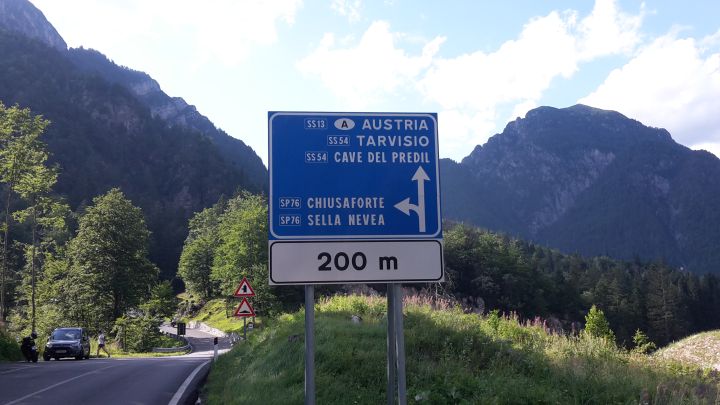 SS13 A AUSTRIA
SS54 TARVISIO
SS54 CAVE DEL PREDIL
SP76 CHIUSAFORTE
SP76 SELLA NEVEA
200 m